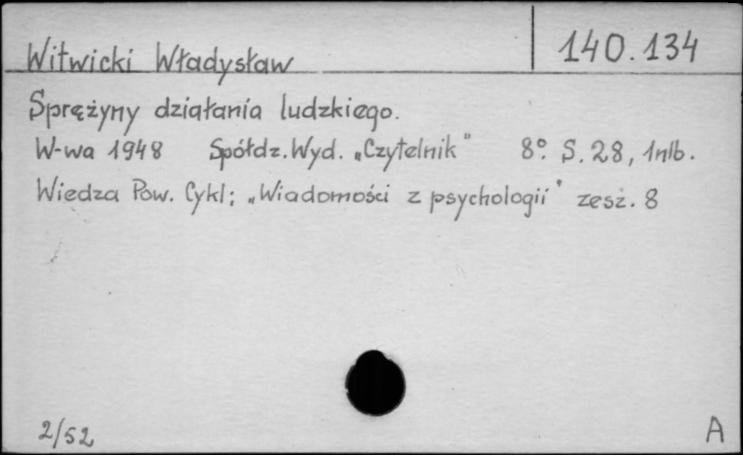 Witwicki Władysław 140.134
Sprężyny działania ludzkiego.
W-wa 1948 Spółdz. Wyd. „Czytelnik" 8° S. 28, 1nlb.
Wiedza Pow. Cykl; „Wiadomości z psychologii" zesz. 8
2/52 A